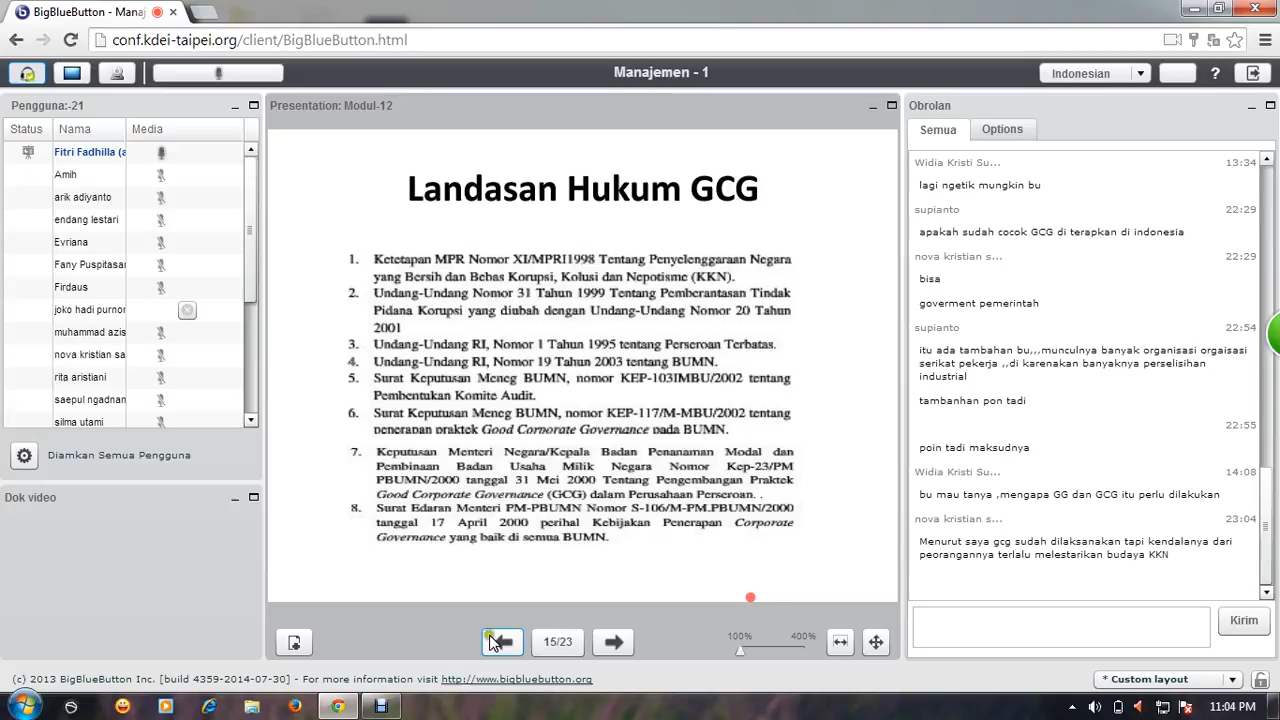 BigBlueButton - Manaj
conf.kdei-taipei.org/client/BigBlueButton.html
Manajemen - 1
Indonesian
?
Pengguna:-21
Status
Nama
Media
Fitri Fadhilla (a
Amih
arik adiyanto
endang lestari
Evriana
Fany Puspitasar
Firdaus
joko hadi purnor
muhammad azis
nova kristian sa
rita aristiani
saepul ngadnan
silma utami
Diamkan Semua Pengguna
Dok video
Presentation: Modul-12
Landasan Hukum GCG
1. Ketetapan MPR Nomor XI/MPRI1998 Tentang Penyelenggaraan Negara
yang Bersih dan Bebas Korupsi, Kolusi dan Nepotisme (KKN).
2. Undang-Undang Nomor 31 Tahun 1999 Tentang Pemberantasan Tindak
Pidana Korupsi yang diubah dengan Undang-Undang Nomor 20 Tahun
2001
3. Undang-Undang RI, Nomor 1 Tahun 1995 tentang Perseroan Terbatas.
4. Undang-Undang RI, Nomor 19 Tahun 2003 tentang BUMN.
5. Surat Keputusan Meneg BUMN, nomor KEP-103IMBU/2002 tentang
Pembentukan Komite Audit.
6. Surat Keputusan Meneg BUMN, nomor KEP-117/M-MBU/2002 tentang
penerapan praktek Good Corporate Governance pada BUMN.
7. Keputusan Menteri Negara/Kepala Badan Penanaman Modal dan
Pembinaan Badan Usaha Milik Negara Nomor Kep-23/PM
PBUMN/2000 tanggal 31 Mei 2000 Tentang Pengembangan Praktek
Good Corporate Governance (GCG) dalam Perusahaan Perseroan. .
8. Surat Edaran Menteri PM-PBUMN Nomor S-106/M-PM.PBUMN/2000
tanggal 17 April 2000 perihal Kebijakan Penerapan Corporate
Governance yang baik di semua BUMN.
15/23
100%
400%
Obrolan
Semua
Options
Widia Kristi Su... 13:34
lagi ngetik mungkin bu
supianto 22:29
apakah sudah cocok GCG di terapkan di indonesia
nova kristian s... 22:29
bisa
goverment pemerintah
supianto 22:54
itu ada tambahan bu,,,munculnya banyak organisasi orgaisasi
serikat pekerja ,,di karenakan banyaknya perselisihan
industrial
tambanhan pon tadi
22:55
poin tadi maksudnya
Widia Kristi Su... 14:08
bu mau tanya ,mengapa GG dan GCG itu perlu dilakukan
nova kristian s... 23:04
Menurut saya gcg sudah dilaksanakan tapi kendalanya dari
peorangannya terlalu melestarikan budaya KKN
Kirim
(c) 2013 BigBlueButton Inc. [build 4359-2014-07-30] - For more information visit http://www.bigbluebutton.org
* Custom layout
11:04 PM